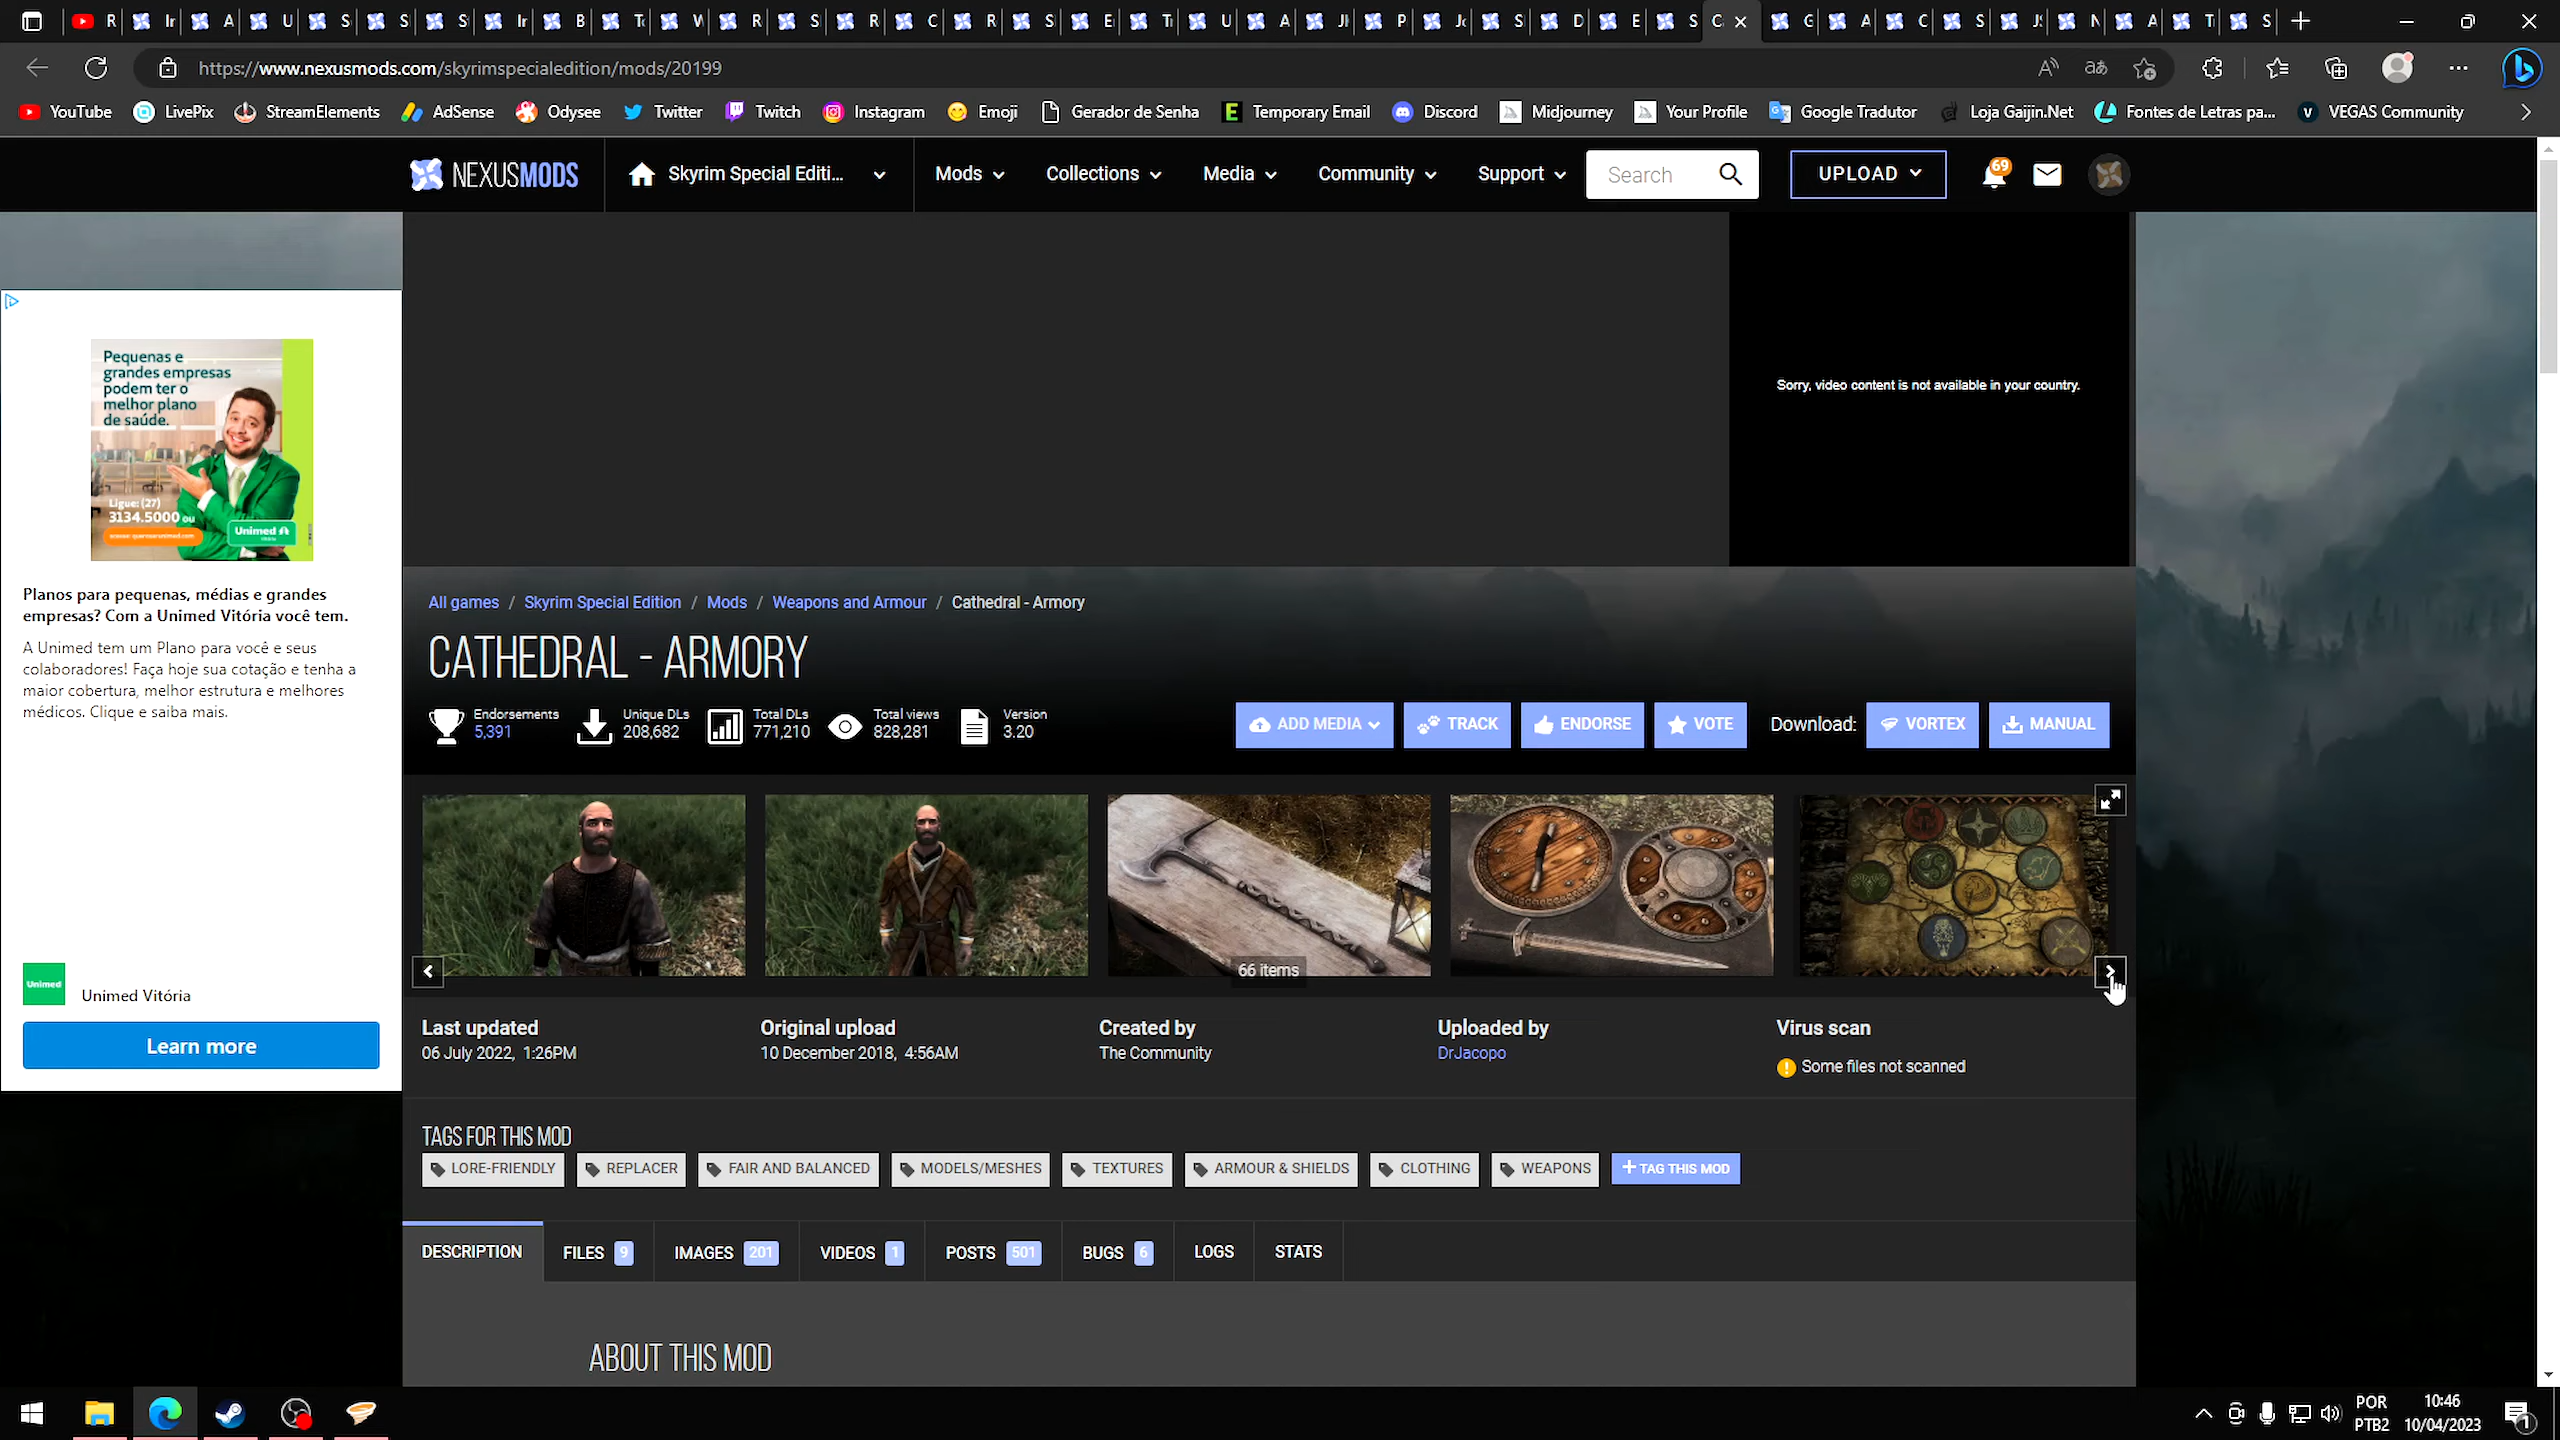 https://www.nexusmods.com/skyrimspecialedition/mods/20199
YouTube LivePix StreamElements AdSense Odysee Twitter Twitch Instagram Emoji Gerador de Senha Temporary Email Discord Midjourney Your Profile Google Tradutor Loja Gaijin.Net Fontes de Letras pa... VEGAS Community
NEXUSMODS Skyrim Special Editi... Mods Collections Media Community Support Search UPLOAD 69
Sorry, video content is not available in your country.
Pequenas e
grandes empresas
podem ter o
melhor plano
de saúde.
Ligue: (27)
3134.5000 ou
Unimed
Planos para pequenas, médias e grandes
empresas? Com a Unimed Vitória você tem.
A Unimed tem um Plano para você e seus
colaboradores! Faça hoje sua cotação e tenha a
maior cobertura, melhor estrutura e melhores
médicos. Clique e saiba mais.
Unimed
Unimed Vitória
Learn more
All games / Skyrim Special Edition / Mods / Weapons and Armour / Cathedral - Armory
CATHEDRAL - ARMORY
Endorsements Unique DLs Total DLs Total views Version
5,391 208,682 771,210 828,281 3.20
ADD MEDIA TRACK ENDORSE VOTE Download: VORTEX MANUAL
66 items
Last updated Original upload Created by Uploaded by Virus scan
06 July 2022, 1:26PM 10 December 2018, 4:56AM The Community DrJacopo Some files not scanned
TAGS FOR THIS MOD
LORE-FRIENDLY REPLACER FAIR AND BALANCED MODELS/MESHES TEXTURES ARMOUR & SHIELDS CLOTHING WEAPONS + TAG THIS MOD
DESCRIPTION FILES 9 IMAGES 201 VIDEOS 1 POSTS 501 BUGS 6 LOGS STATS
ABOUT THIS MOD
POR 10:46
PTB2 10/04/2023 1